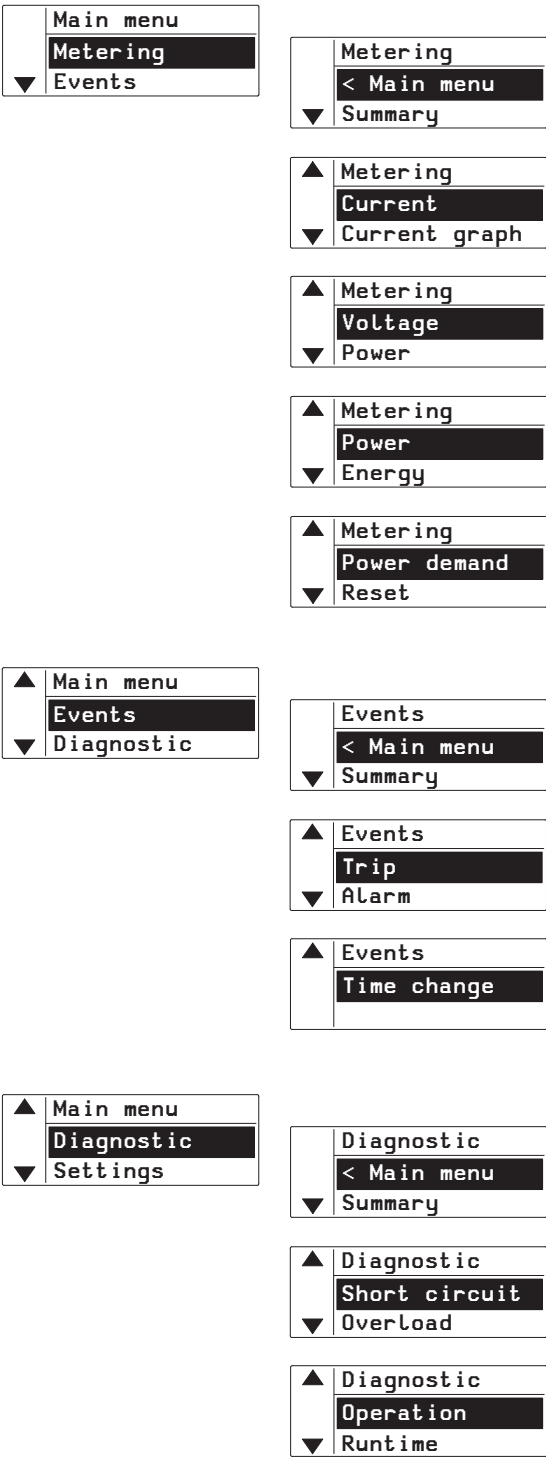 Main menu
Metering
Events
Metering
< Main menu
Summary
Metering
Current
Current graph
Metering
Voltage
Power
Metering
Power
Energy
Metering
Power demand
Reset
Main menu
Events
Diagnostic
Events
< Main menu
Summary
Events
Trip
Alarm
Events
Time change
Main menu
Diagnostic
Settings
Diagnostic
< Main menu
Summary
Diagnostic
Short circuit
Overload
Diagnostic
Operation
Runtime